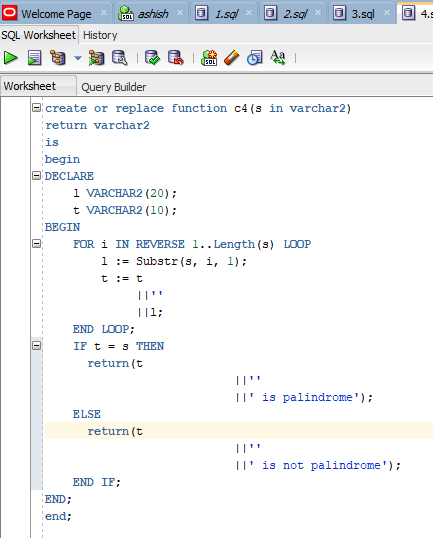 Welcome Page ashish 1.sql 2.sql 3.sql 4.s
SQL Worksheet History
Aa
Worksheet Query Builder
create or replace function c4(s in varchar2)
return varchar2
is
begin
DECLARE
l VARCHAR2(20);
t VARCHAR2(10);
BEGIN
FOR i IN REVERSE 1..Length(s) LOOP
l := Substr(s, i, 1);
t := t
||''
||l;
END LOOP;
IF t = s THEN
return(t
||''
||' is palindrome');
ELSE
return(t
||''
||' is not palindrome');
END IF;
END;
end;